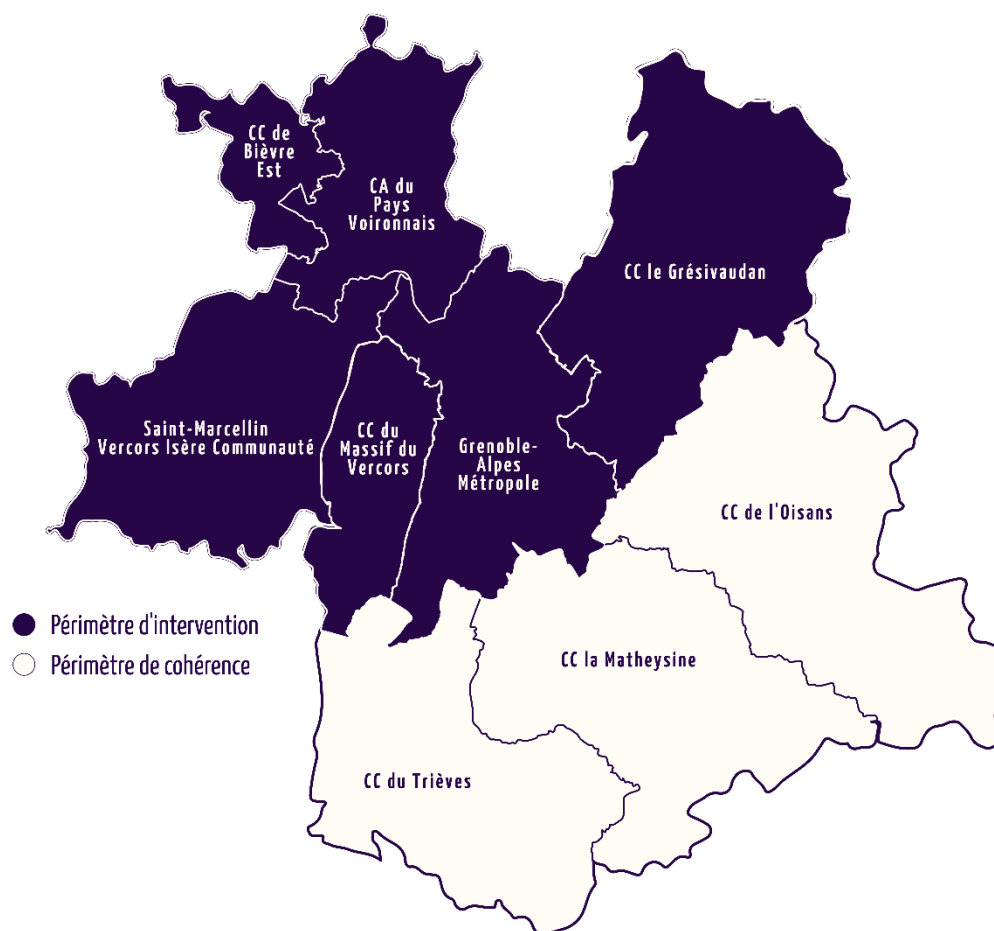 CC de
Bièvre
Est
CA du
Pays
Voironnais
CC le Grésivaudan
Saint-Marcellin
Vercors Isère Communauté
CC du
Massif du
Vercors
Grenoble-
Alpes
Métropole
CC de l'Oisans
Périmètre d'intervention
Périmètre de cohérence
CC la Matheysine
CC du Trièves